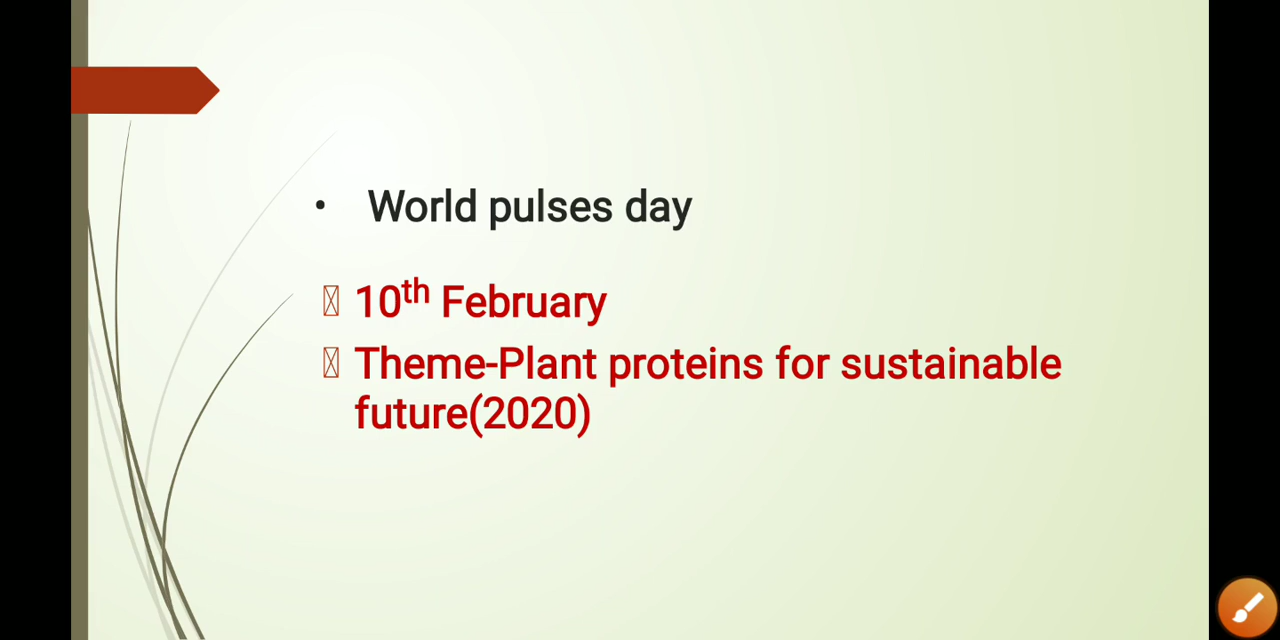 • World pulses day
10th February
Theme-Plant proteins for sustainable
future(2020)